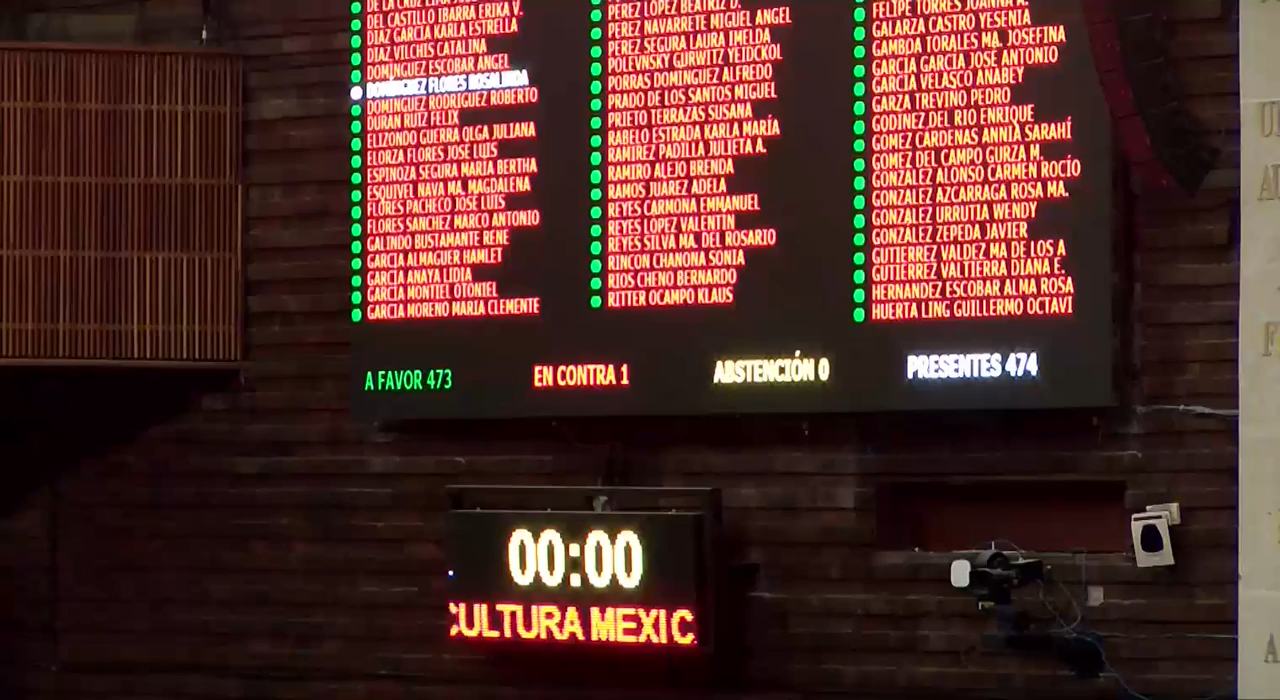 DEL CASTILLO IBARRA ERIKA V.
DIAZ GARCIA KARLA ESTRELLA
DIAZ VILCHIS CATALINA
DOMINGUEZ ESCOBAR ANGEL
DOMINGUEZ FLORES ROSALINDA
DOMINGUEZ RODRIGUEZ ROBERTO
DURAN RUIZ FELIX
ELIZONDO GUERRA OLGA JULIANA
ELORZA FLORES JOSE LUIS
ESPINOZA SEGURA MARIA BERTHA
ESQUIVEL NAVA MA. MAGDALENA
FLORES PACHECO JOSE LUIS
FLORES SANCHEZ MARCO ANTONIO
GALINDO BUSTAMANTE RENE
GARCIA ALMAGUER HAMLET
GARCIA ANAYA LIDIA
GARCIA MONTIEL OTONIEL
GARCIA MORENO MARIA CLEMENTE
PEREZ LOPEZ BEATRIZ D.
PEREZ NAVARRETE MIGUEL ANGEL
PEREZ SEGURA LAURA IMELDA
POLEVNSKY GURWITZ YEIDCKOL
PORRAS DOMINGUEZ ALFREDO
PRADO DE LOS SANTOS MIGUEL
PRIETO TERRAZAS SUSANA
RABELO ESTRADA KARLA MARÍA
RAMIREZ PADILLA JULIETA A.
RAMIRO ALEJO BRENDA
RAMOS JUÁREZ ADELA
REYES CARMONA EMMANUEL
REYES LÓPEZ VALENTIN
REYES SILVA MA. DEL ROSARIO
RINCON CHANONA SONIA
RIOS CHENO BERNARDO
RITTER OCAMPO KLAUS
FELIPE TORRES JOANNA A.
GALARZA CASTRO YESENIA
GAMBOA TORALES MA. JOSEFINA
GARCIA GARCIA JOSÉ ANTONIO
GARCIA VELASCO ANABEY
GARZA TREVINO PEDRO
GODINEZ DEL RIO ENRIQUE
GOMEZ CARDENAS ANNIA SARAHÍ
GOMEZ DEL CAMPO GURZA M.
GONZALEZ ALONSO CARMEN ROCÍO
GONZALEZ AZCARRAGA ROSA MA.
GONZALEZ URRUTIA WENDY
GONZALEZ ZEPEDA JAVIER
GUTIERREZ VALDEZ MA DE LOS A
GUTIERREZ VALTIERRA DIANA E.
HERNANDEZ ESCOBAR ALMA ROSA
HUERTA LING GUILLERMO OCTAVI
A FAVOR 473
EN CONTRA 1
ABSTENCIÓN 0
PRESENTES 474
00:00
CULTURA MEXIC